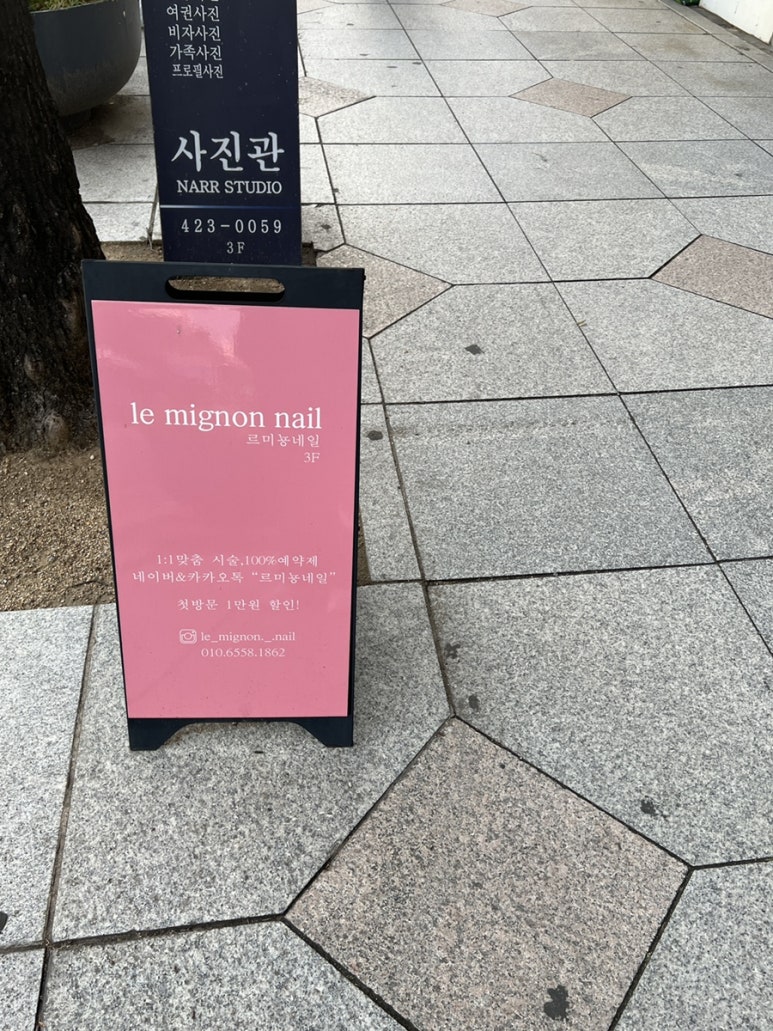 여권사진
비자사진
가족사진
프로필사진
사진관
NARR STUDIO
423-0059
3F
le mignon nail
르미뇽네일
3F
1:1맞춤 시술,100%예약제
네이버&카카오톡 “르미뇽네일”
첫방문 1만원 할인!
le_mignon._.nail
010.6558.1862